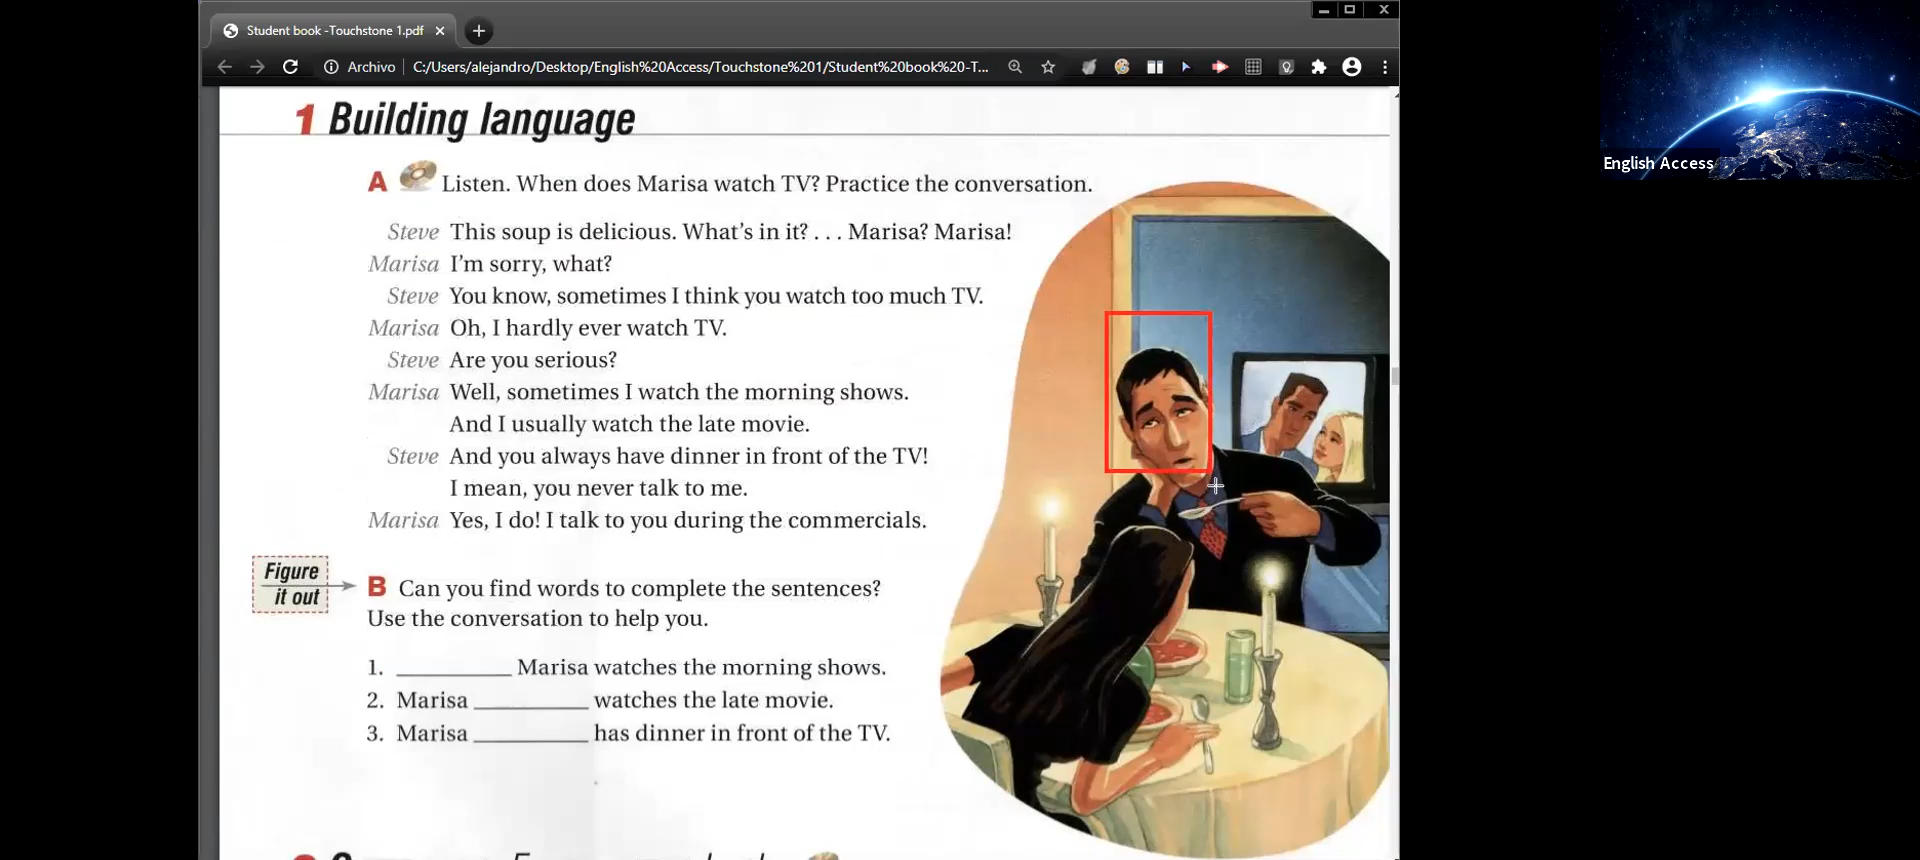 Student book -Touchstone 1.pdf
Archivo
C:/Users/alejandro/Desktop/English%20Access/Touchstone%201/Student%20book%20-T...
English Access
1 Building language
A Listen. When does Marisa watch TV? Practice the conversation.
Steve This soup is delicious. What's in it? . . . Marisa? Marisa!
Marisa I'm sorry, what?
Steve You know, sometimes I think you watch too much TV.
Marisa Oh, I hardly ever watch TV.
Steve Are you serious?
Marisa Well, sometimes I watch the morning shows.
And I usually watch the late movie.
Steve And you always have dinner in front of the TV!
I mean, you never talk to me.
Marisa Yes, I do! I talk to you during the commercials.
Figure
it out
B Can you find words to complete the sentences?
Use the conversation to help you.
1. __________ Marisa watches the morning shows.
2. Marisa __________ watches the late movie.
3. Marisa __________ has dinner in front of the TV.